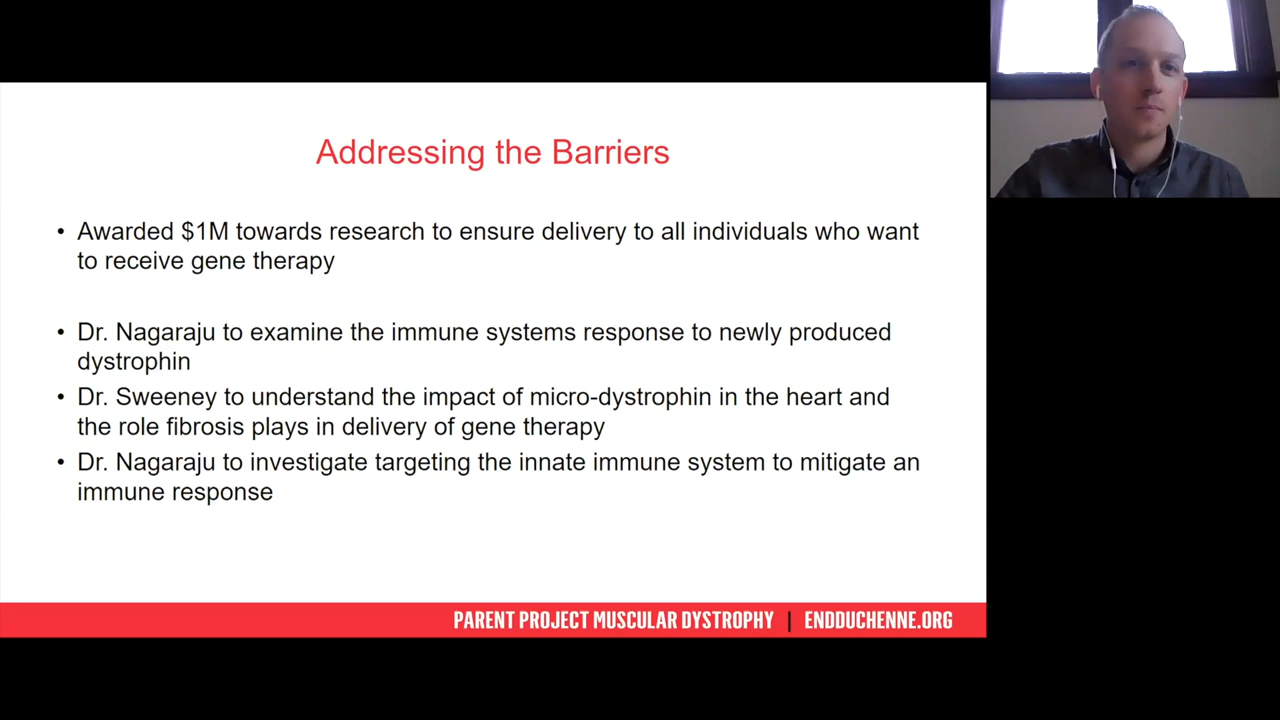 Addressing the Barriers
• Awarded $1M towards research to ensure delivery to all individuals who want
to receive gene therapy
• Dr. Nagaraju to examine the immune systems response to newly produced
dystrophin
• Dr. Sweeney to understand the impact of micro-dystrophin in the heart and
the role fibrosis plays in delivery of gene therapy
• Dr. Nagaraju to investigate targeting the innate immune system to mitigate an
immune response
PARENT PROJECT MUSCULAR DYSTROPHY | ENDDUCHENNE.ORG